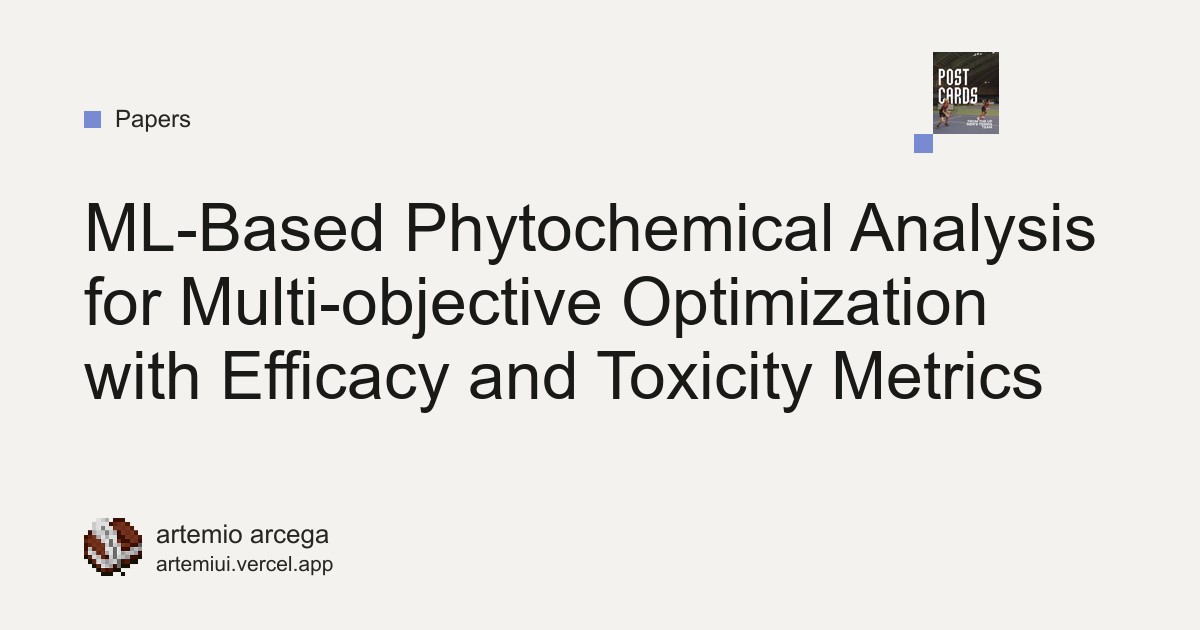 Papers
POST
CARDS
ML-Based Phytochemical Analysis
for Multi-objective Optimization
with Efficacy and Toxicity Metrics
artemio arcega
artemiui.vercel.app